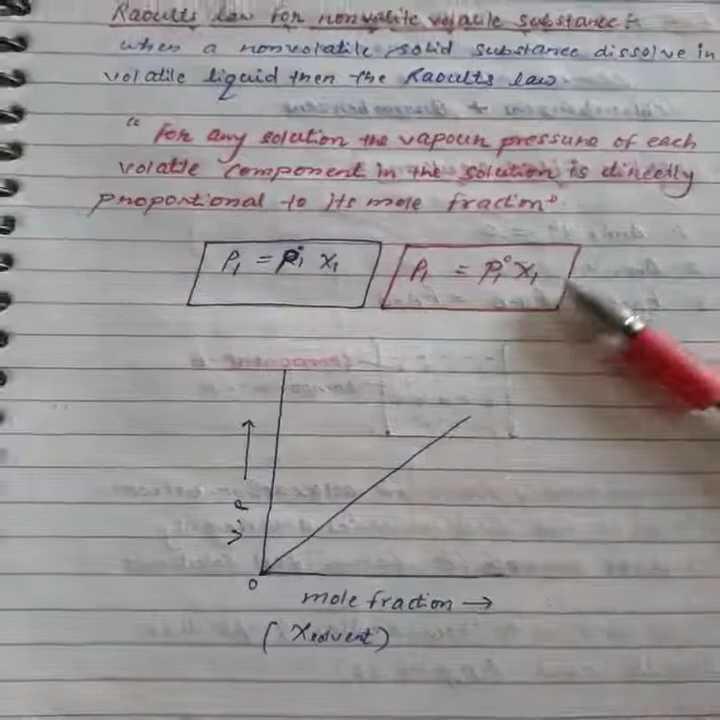 Raoults law for nonvolatile volatile substance:
when a nonvolatile solid substance dissolve in
volatile liquid then the Raoults law.
"for any solution the vapour pressure of each
volatile component in the solution is directly
proportional to its mole fraction".
P₁ = P₁° x₁ P₁ = P₁° x₁
V.P
0
mole fraction →
(Xsolvent)